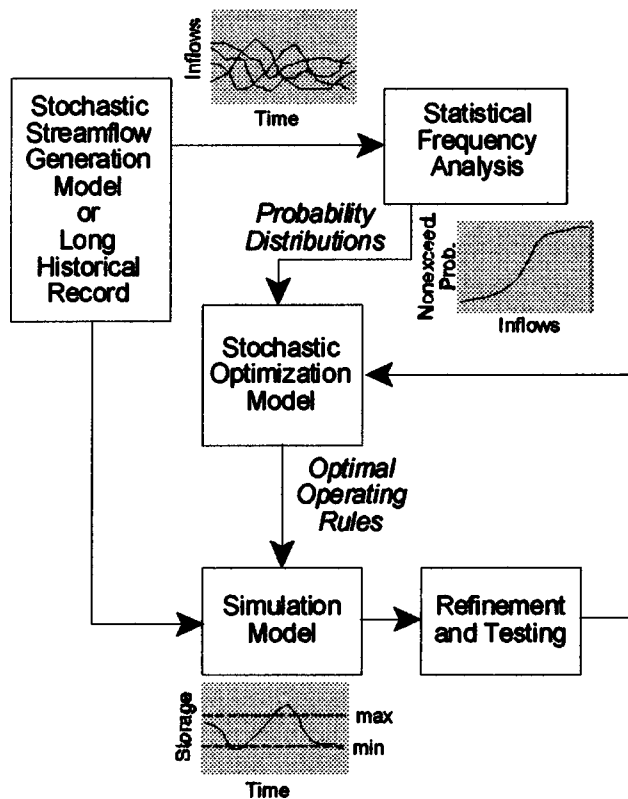 Inflows
Time
Stochastic
Streamflow
Generation
Model
or
Long
Historical
Record
Statistical
Frequency
Analysis
Probability
Distributions
Nonexceed.
Prob.
Inflows
Stochastic
Optimization
Model
Optimal
Operating
Rules
Simulation
Model
Refinement
and Testing
Storage
max
min
Time